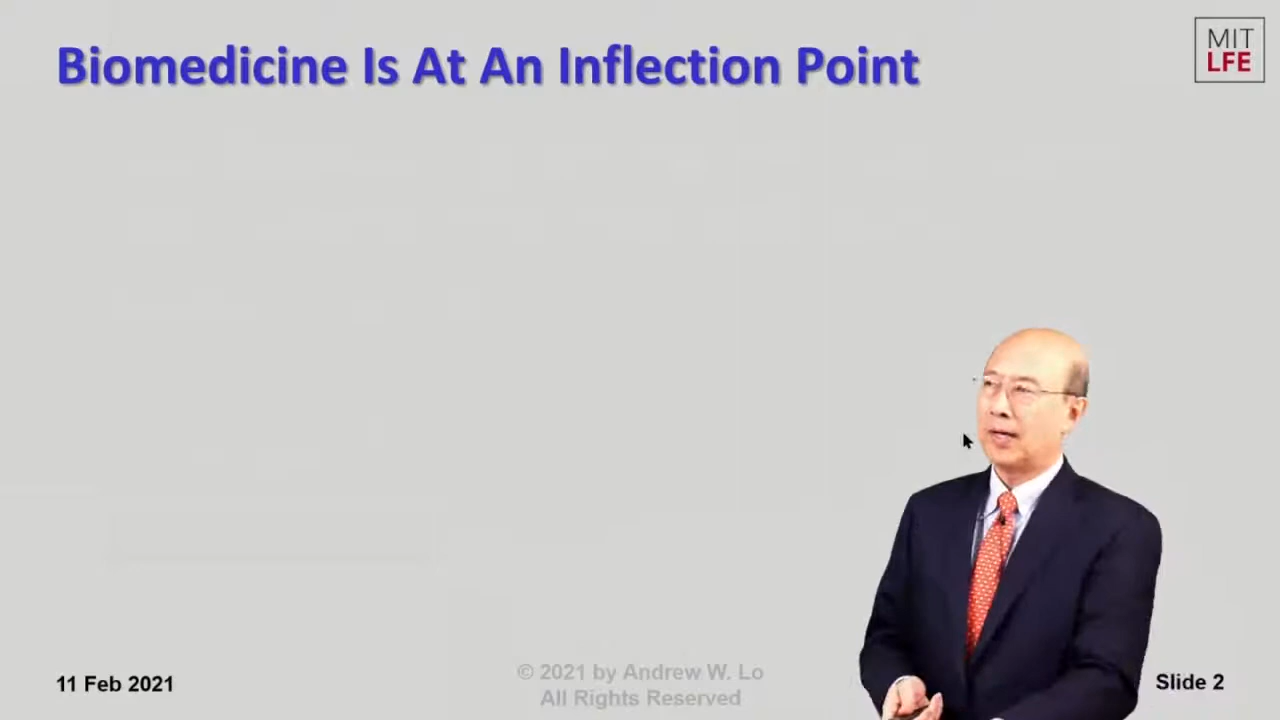 Biomedicine Is At An Inflection Point
MIT
LFE
11 Feb 2021
© 2021 by Andrew W. Lo
All Rights Reserved
Slide 2